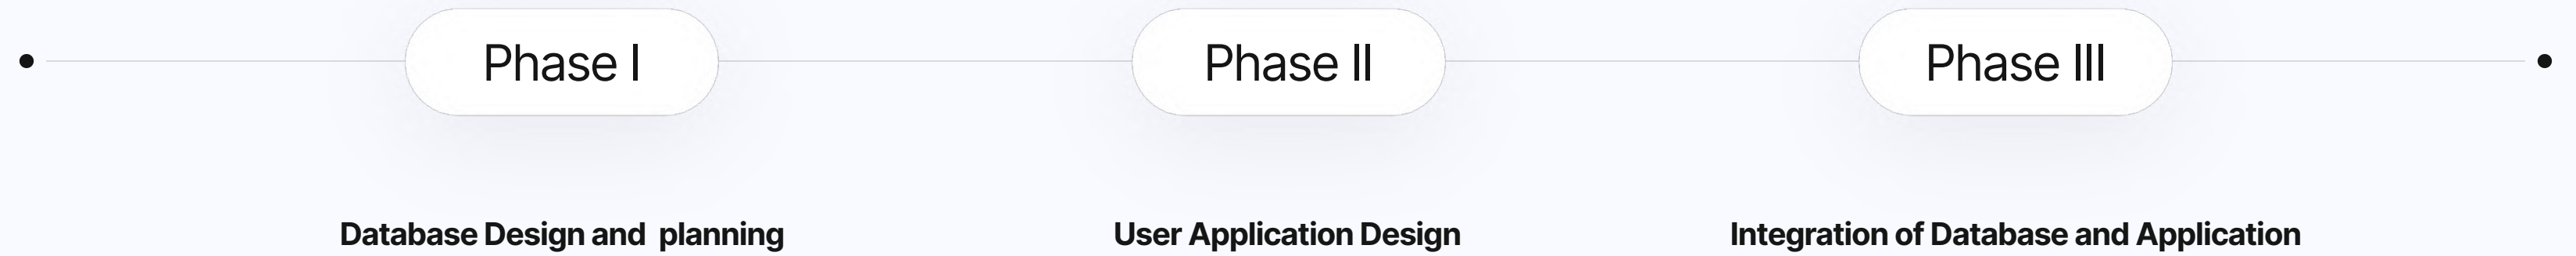 Phase I
Phase II
Phase III
Database Design and  planning
User Application Design
Integration of Database and Application